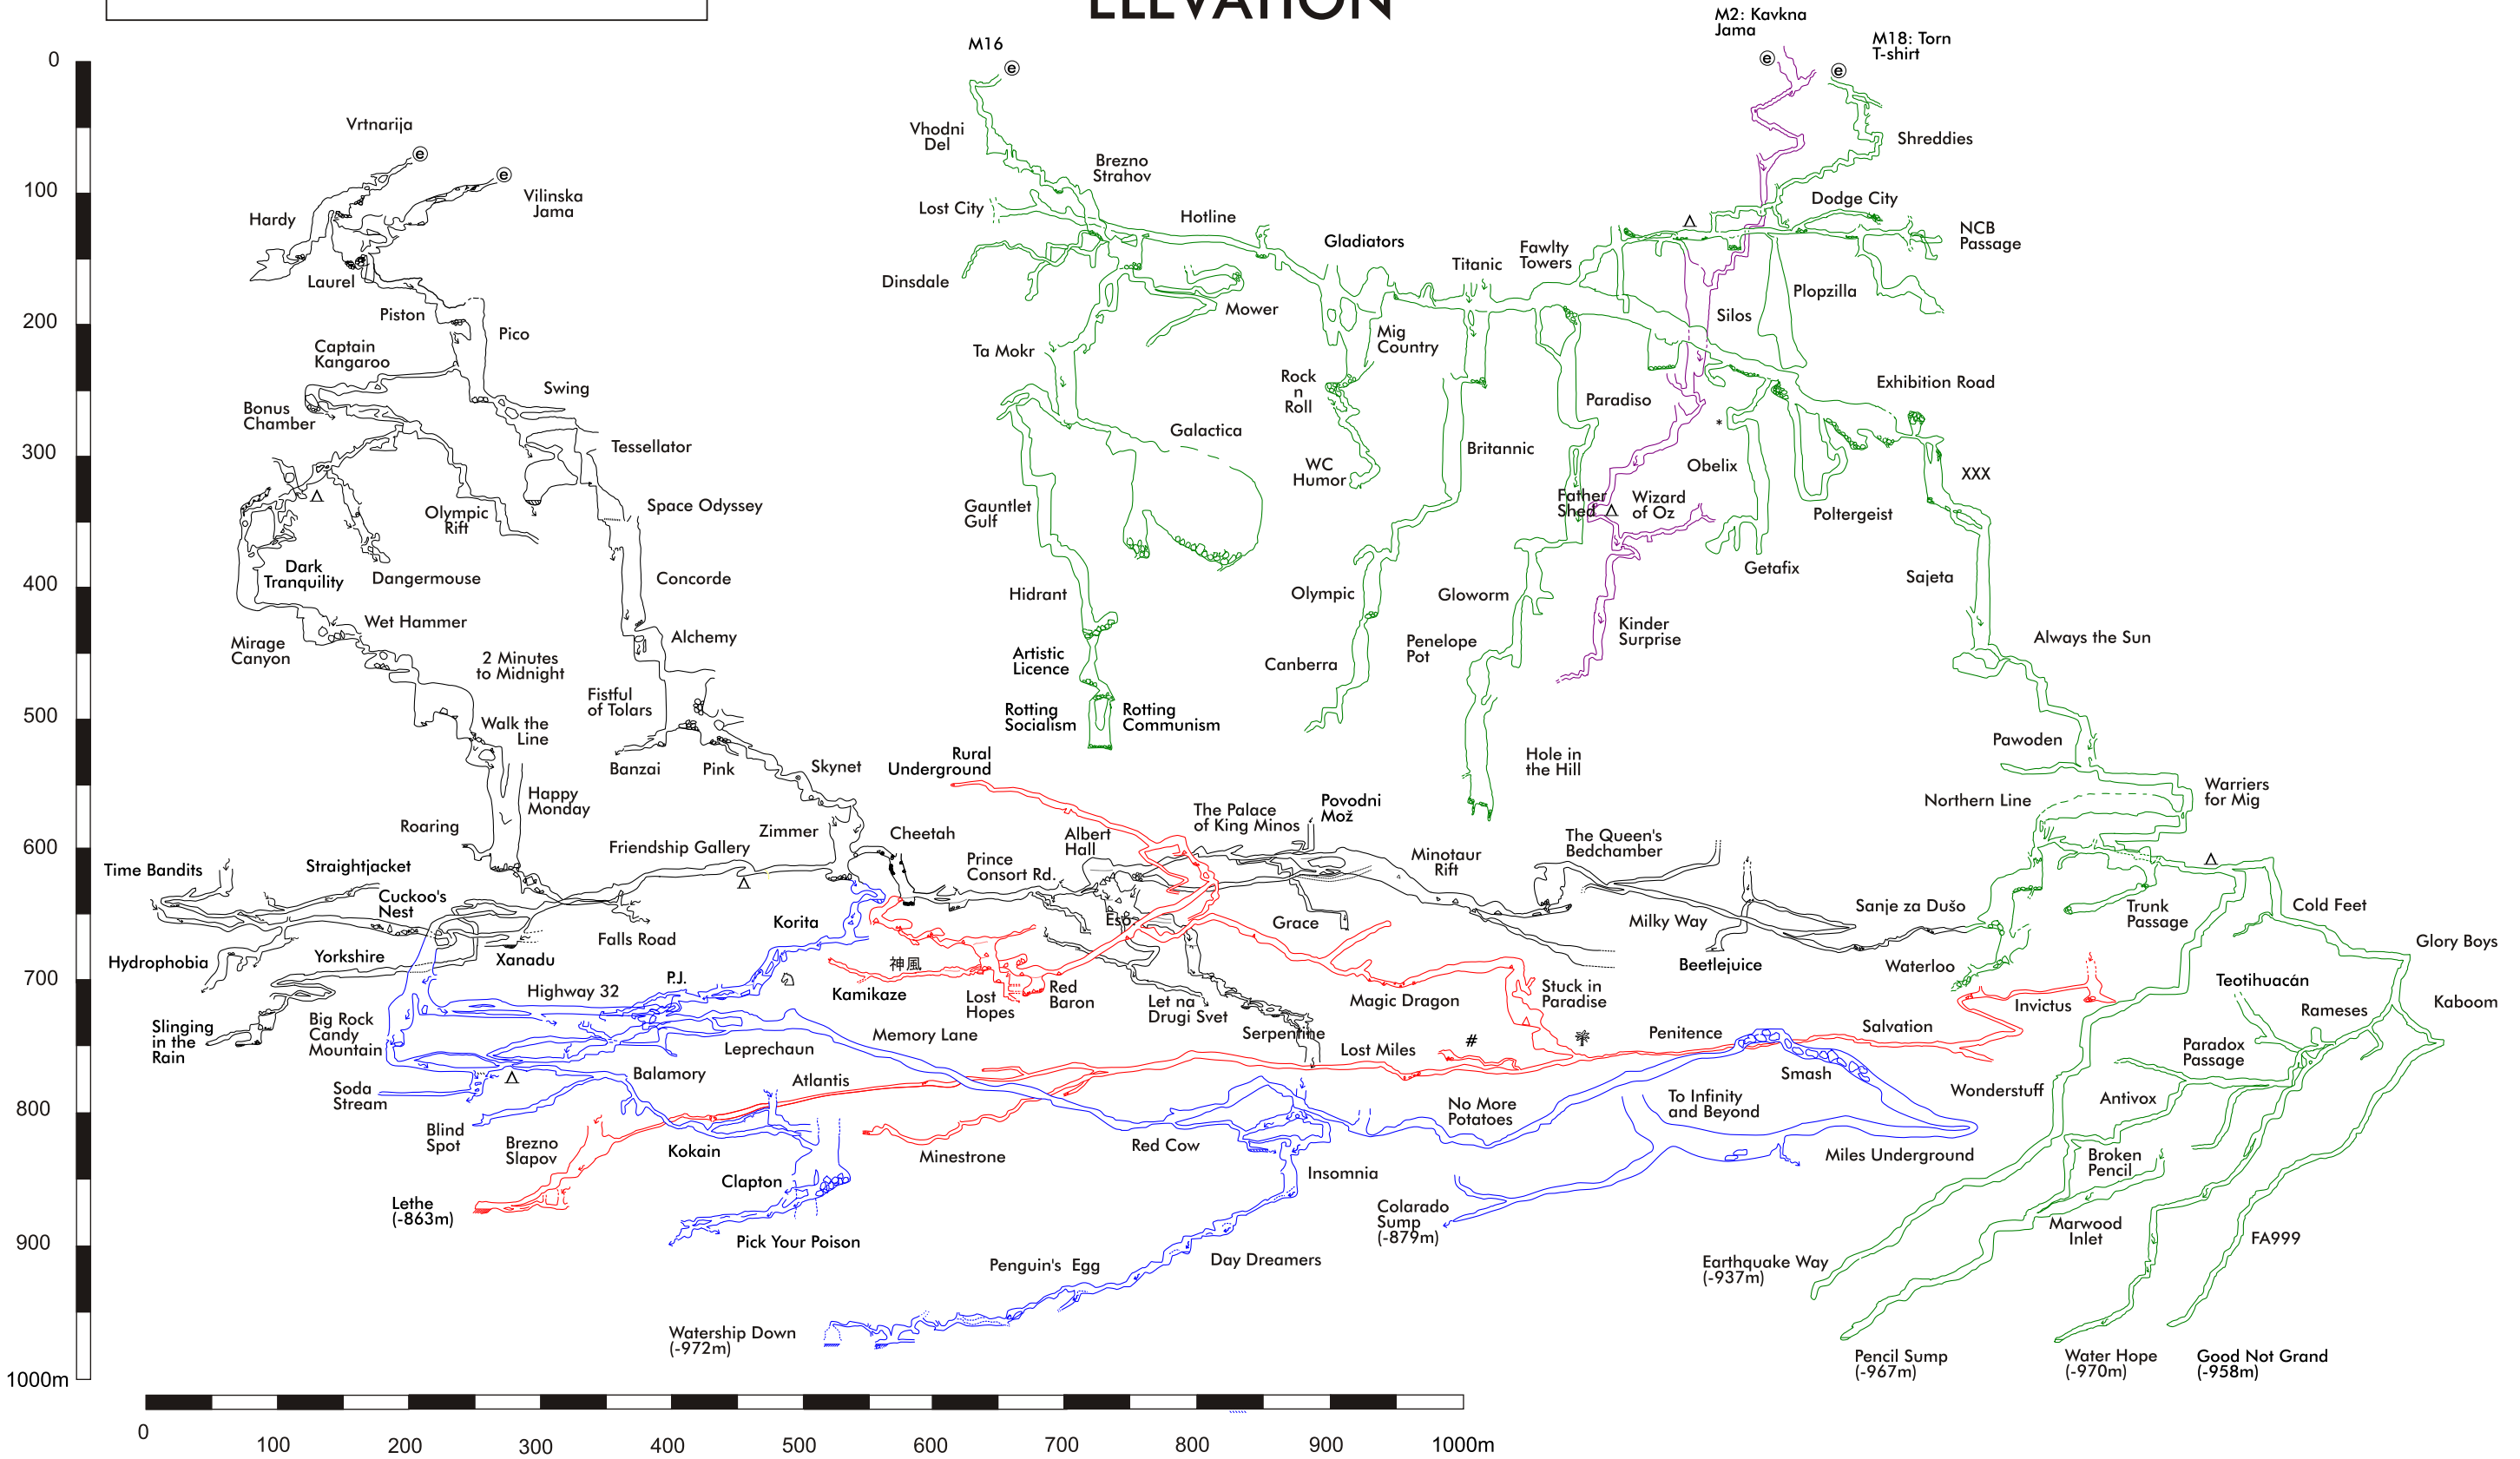 ELEVATION
M2: Kavkna
Jama
M18: Torn
T-shirt
M16
e
e
e
0
Vrtnarija
e
Vhodni
Del
Shreddies
Brezno
Strahov
e
100
Vilinska
Jama
Hardy
Lost City
Hotline
Dodge City
NCB
Passage
Gladiators
Fawlty
Towers
Titanic
Laurel
Dinsdale
Plopzilla
Piston
Mower
Silos
200
Pico
Captain
Kangaroo
Ta Mokr
Mig
Country
Swing
Rock
n
Roll
Exhibition Road
Bonus
Chamber
Paradiso
*
Galactica
Tessellator
Britannic
300
WC
Humor
Obelix
XXX
Father
Shed
Wizard
of Oz
Space Odyssey
Olympic
Rift
Gauntlet
Gulf
Poltergeist
Dark
Tranquility
Dangermouse
Concorde
Getafix
Sajeta
400
Hidrant
Olympic
Gloworm
Wet Hammer
Kinder
Surprise
Mirage
Canyon
Alchemy
Penelope
Pot
Always the Sun
2 Minutes
to Midnight
Artistic
Licence
Canberra
Fistful
of Tolars
500
Walk the
Line
Rotting
Socialism
Rotting
Communism
Pawoden
Rural
Underground
Hole in
the Hill
Banzai
Pink
Skynet
Happy
Monday
Warriers
for Mig
Northern Line
The Palace
of King Minos
Povodni
Mož
Roaring
Zimmer
Cheetah
Albert
Hall
The Queen's
Bedchamber
600
Friendship Gallery
Prince
Consort Rd.
Minotaur
Rift
Time Bandits
Straightjacket
Cuckoo's
Nest
Korita
Eso
Grace
Milky Way
Sanje za Dušo
Trunk
Passage
Cold Feet
Falls Road
Glory Boys
Hydrophobia
Yorkshire
Xanadu
神風
Beetlejuice
Waterloo
700
Highway 32
P.J.
Kamikaze
Lost
Hopes
Red
Baron
Let na
Drugi Svet
Magic Dragon
Stuck in
Paradise
Invictus
Teotihuacán
Rameses
Kaboom
Slinging
in the
Rain
Big Rock
Candy
Mountain
Leprechaun
Memory Lane
Serpentine
Lost Miles
#
Penitence
Salvation
Paradox
Passage
Soda
Stream
Balamory
Atlantis
Smash
Wonderstuff
Antivox
800
No More
Potatoes
To Infinity
and Beyond
Blind
Spot
Brezno
Slapov
Kokain
Minestrone
Red Cow
Insomnia
Miles Underground
Broken
Pencil
Clapton
Lethe
(-863m)
Colarado
Sump
(-879m)
Marwood
Inlet
900
Pick Your Poison
FA999
Penguin's Egg
Day Dreamers
Earthquake Way
(-937m)
Watership Down
(-972m)
Pencil Sump
(-967m)
Water Hope
(-970m)
Good Not Grand
(-958m)
1000m
0
100
200
300
400
500
600
700
800
900
1000m